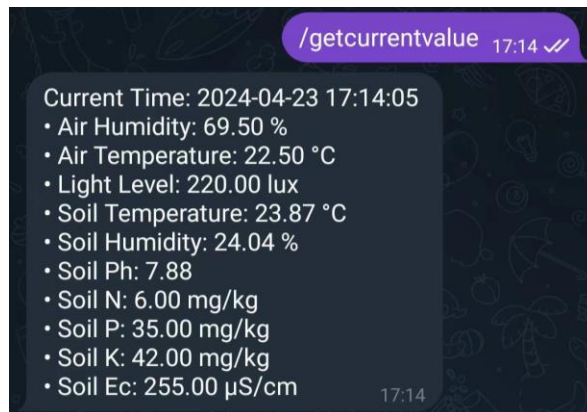 /getcurrentvalue 17:14
Current Time: 2024-04-23 17:14:05
• Air Humidity: 69.50 %
• Air Temperature: 22.50 °C
• Light Level: 220.00 lux
• Soil Temperature: 23.87 °C
• Soil Humidity: 24.04 %
• Soil Ph: 7.88
• Soil N: 6.00 mg/kg
• Soil P: 35.00 mg/kg
• Soil K: 42.00 mg/kg
• Soil Ec: 255.00 µS/cm 17:14